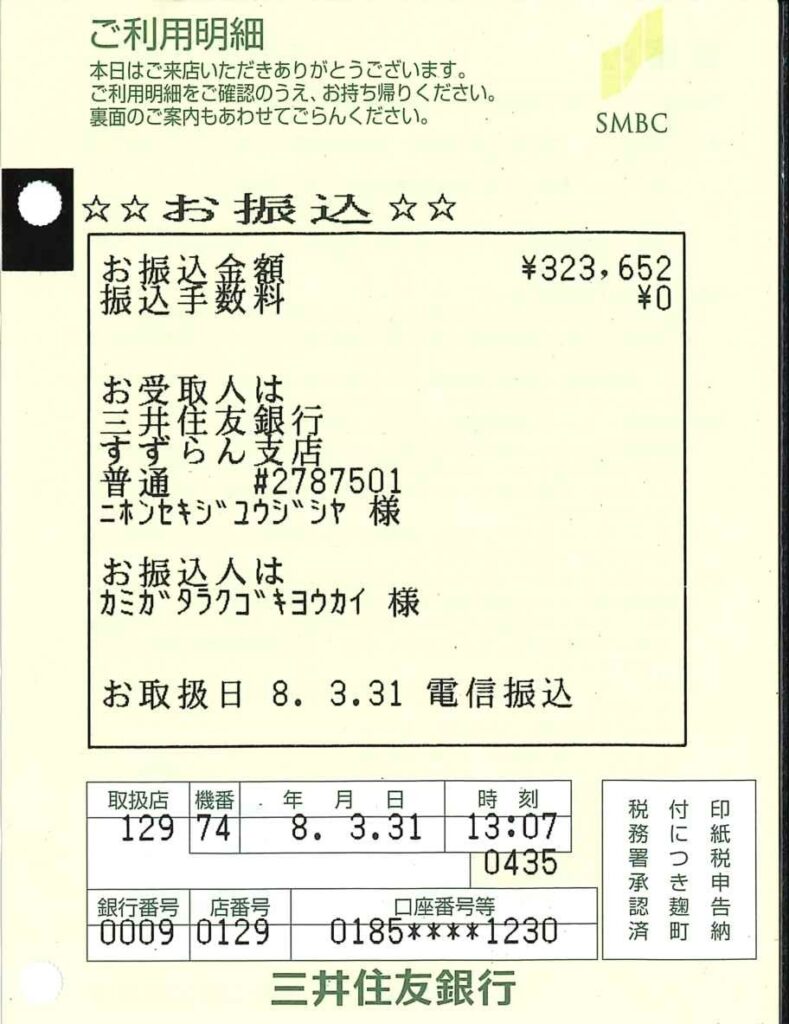 ご利用明細
本日はご来店いただきありがとうございます。
ご利用明細をご確認のうえ、お持ち帰りください。
裏面のご案内もあわせてごらんください。
SMBC
☆☆お振込☆☆
お振込金額 ¥323,652
振込手数料 ¥0
お受取人は
三井住友銀行
すずらん支店
普通 #2787501
ニホンセキジユウジシヤ 様
お振込人は
カミガタラクゴキヨウカイ 様
お取扱日 8. 3.31 電信振込
取扱店 機番 年 月 日 時 刻
129 74 8. 3.31 13:07
0435
銀行番号 店番号 口座番号等
0009 0129 0185****1230
印紙税申告納
付につき麹町
税務署承認済
三井住友銀行